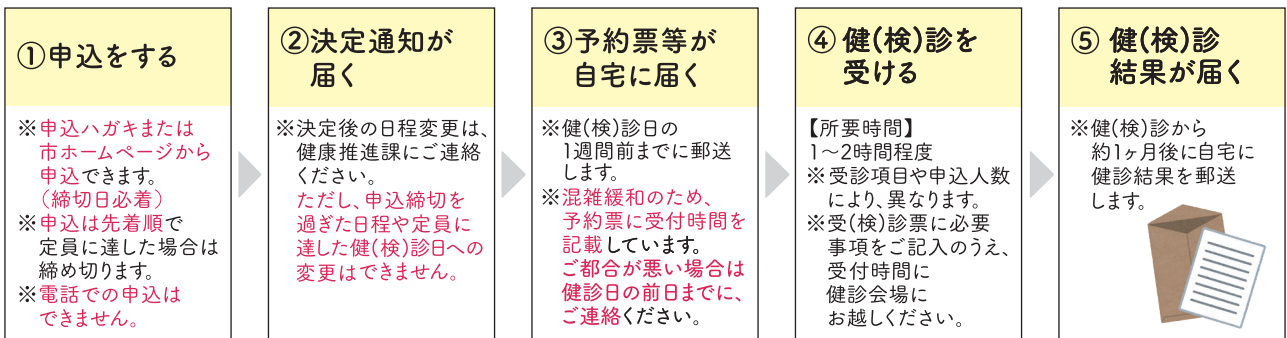 ①申込をする
※申込ハガキまたは
市ホームページから
申込できます。
（締切日必着）
※申込は先着順で
定員に達した場合は
締め切ります。
※電話での申込は
できません。
②決定通知が
届く
※決定後の日程変更は、
健康推進課にご連絡
ください。
ただし、申込締切を
過ぎた日程や定員に
達した健(検)診日への
変更はできません。
③予約票等が
自宅に届く
※健(検)診日の
1週間前までに郵送
します。
※混雑緩和のため、
予約票に受付時間を
記載しています。
ご都合が悪い場合は
健診日の前日までに、
ご連絡ください。
④ 健(検)診を
受ける
【所要時間】
1～2時間程度
※受診項目や申込人数
により、異なります。
※受(検)診票に必要
事項をご記入のうえ、
受付時間に
健診会場に
お越しください。
⑤ 健(検)診
結果が届く
※健(検)診から
約1ヶ月後に自宅に
健診結果を郵送
します。